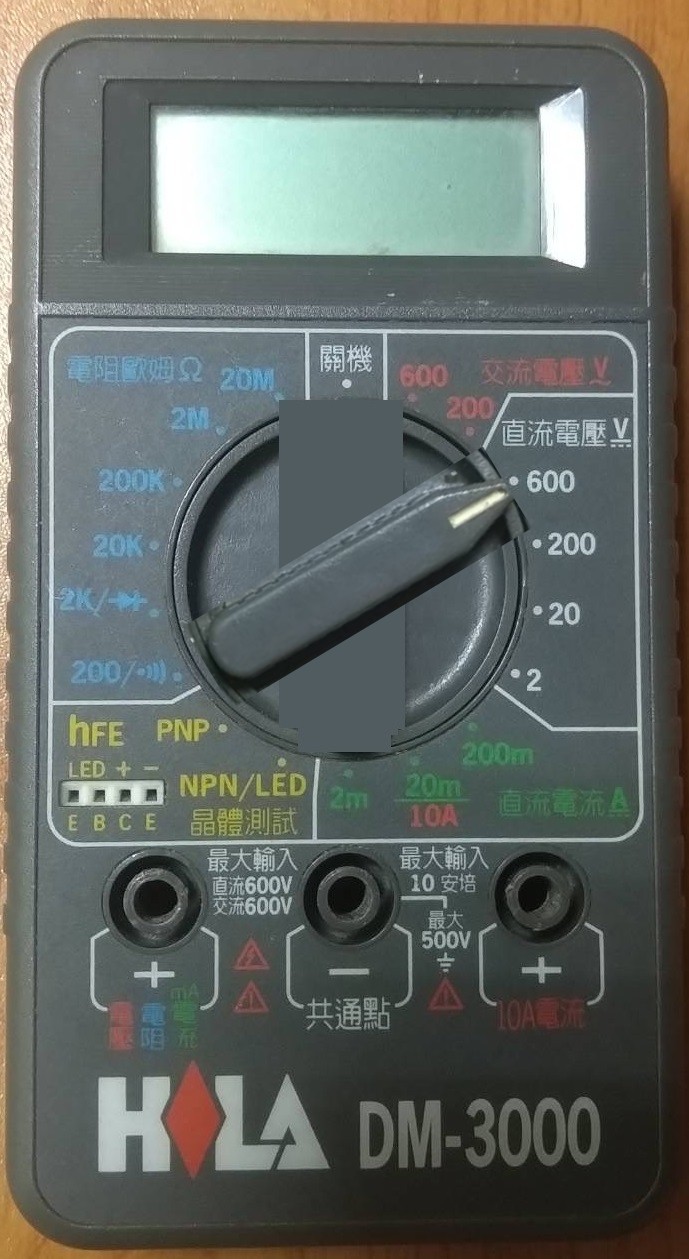 電阻歐姆Ω
20M
2M
200K
20K
2K/
200/
關機
600
交流電壓V
200
直流電壓V
600
200
20
2
hFE
PNP
LED + −
E B C E
NPN/LED
晶體測試
2m
20m
10A
200m
直流電流A
最大輸入
直流600V
交流600V
最大輸入
10 安培
最大
500V
+
−
+
電壓
電阻
mA電流
共通點
10A電流
HOLA
DM-3000